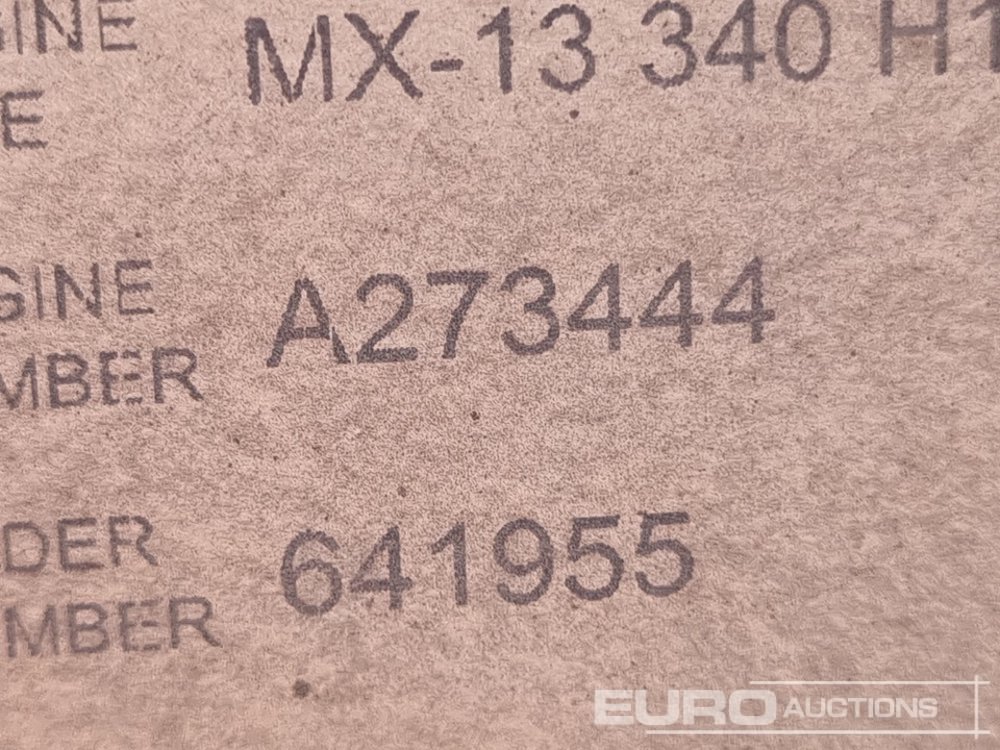 GINE MX-13 340 H1
E
GINE A273444
MBER
DER 641955
MBER
EURO AUCTIONS